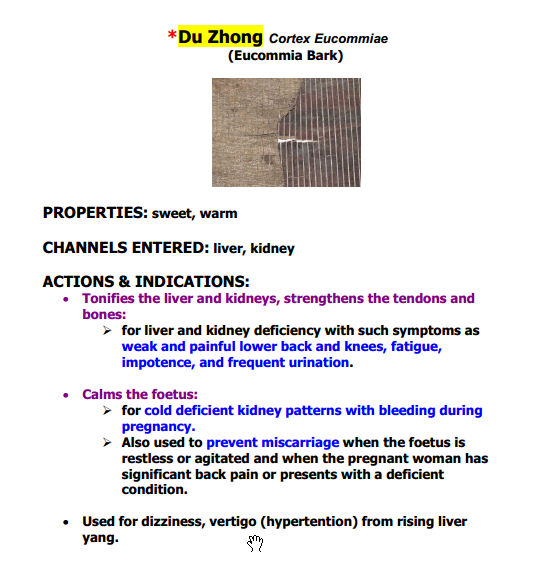 *Du Zhong Cortex Eucommiae
(Eucommia Bark)
PROPERTIES: sweet, warm
CHANNELS ENTERED: liver, kidney
ACTIONS & INDICATIONS:
• Tonifies the liver and kidneys, strengthens the tendons and
bones:
➢ for liver and kidney deficiency with such symptoms as
weak and painful lower back and knees, fatigue,
impotence, and frequent urination.
• Calms the foetus:
➢ for cold deficient kidney patterns with bleeding during
pregnancy.
➢ Also used to prevent miscarriage when the foetus is
restless or agitated and when the pregnant woman has
significant back pain or presents with a deficient
condition.
• Used for dizziness, vertigo (hypertention) from rising liver
yang.